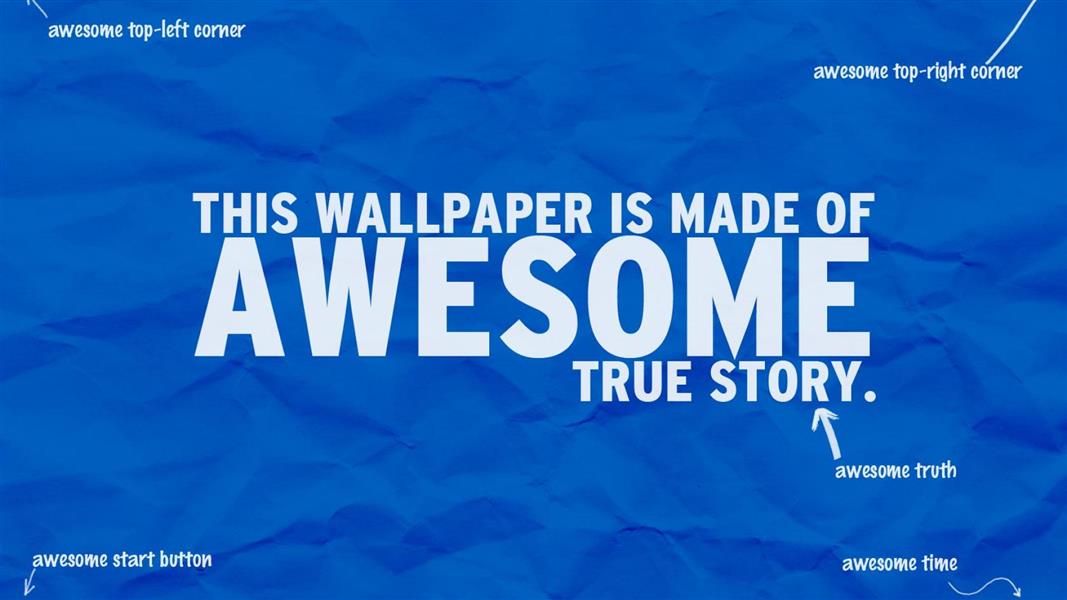 awesome top-left corner
awesome top-right corner
THIS WALLPAPER IS MADE OF
AWESOME
TRUE STORY.
awesome truth
awesome start button
awesome time